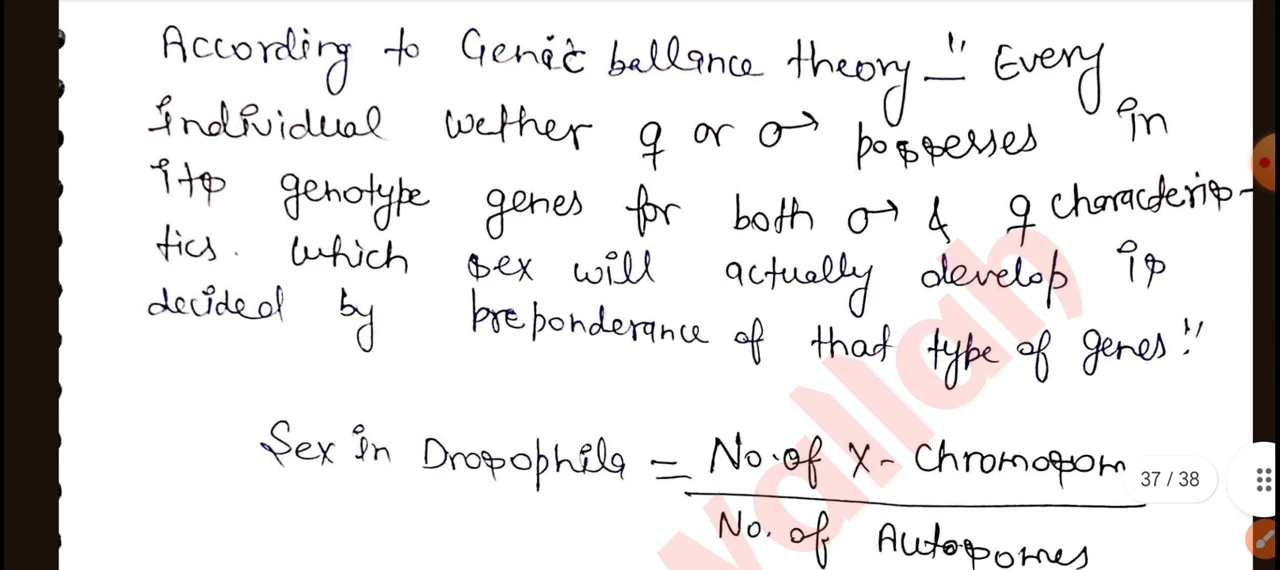 According to Genic ballance theory - "Every
individual wether ♀ or ♂ possesses in
its genotype genes for both ♂ & ♀ characteris-
tics. Which sex will actually develop is
decided by preponderance of that type of genes."
Sex in Drosophila = No. of X - Chromosom
No. of Autosomes
37 / 38
wallah